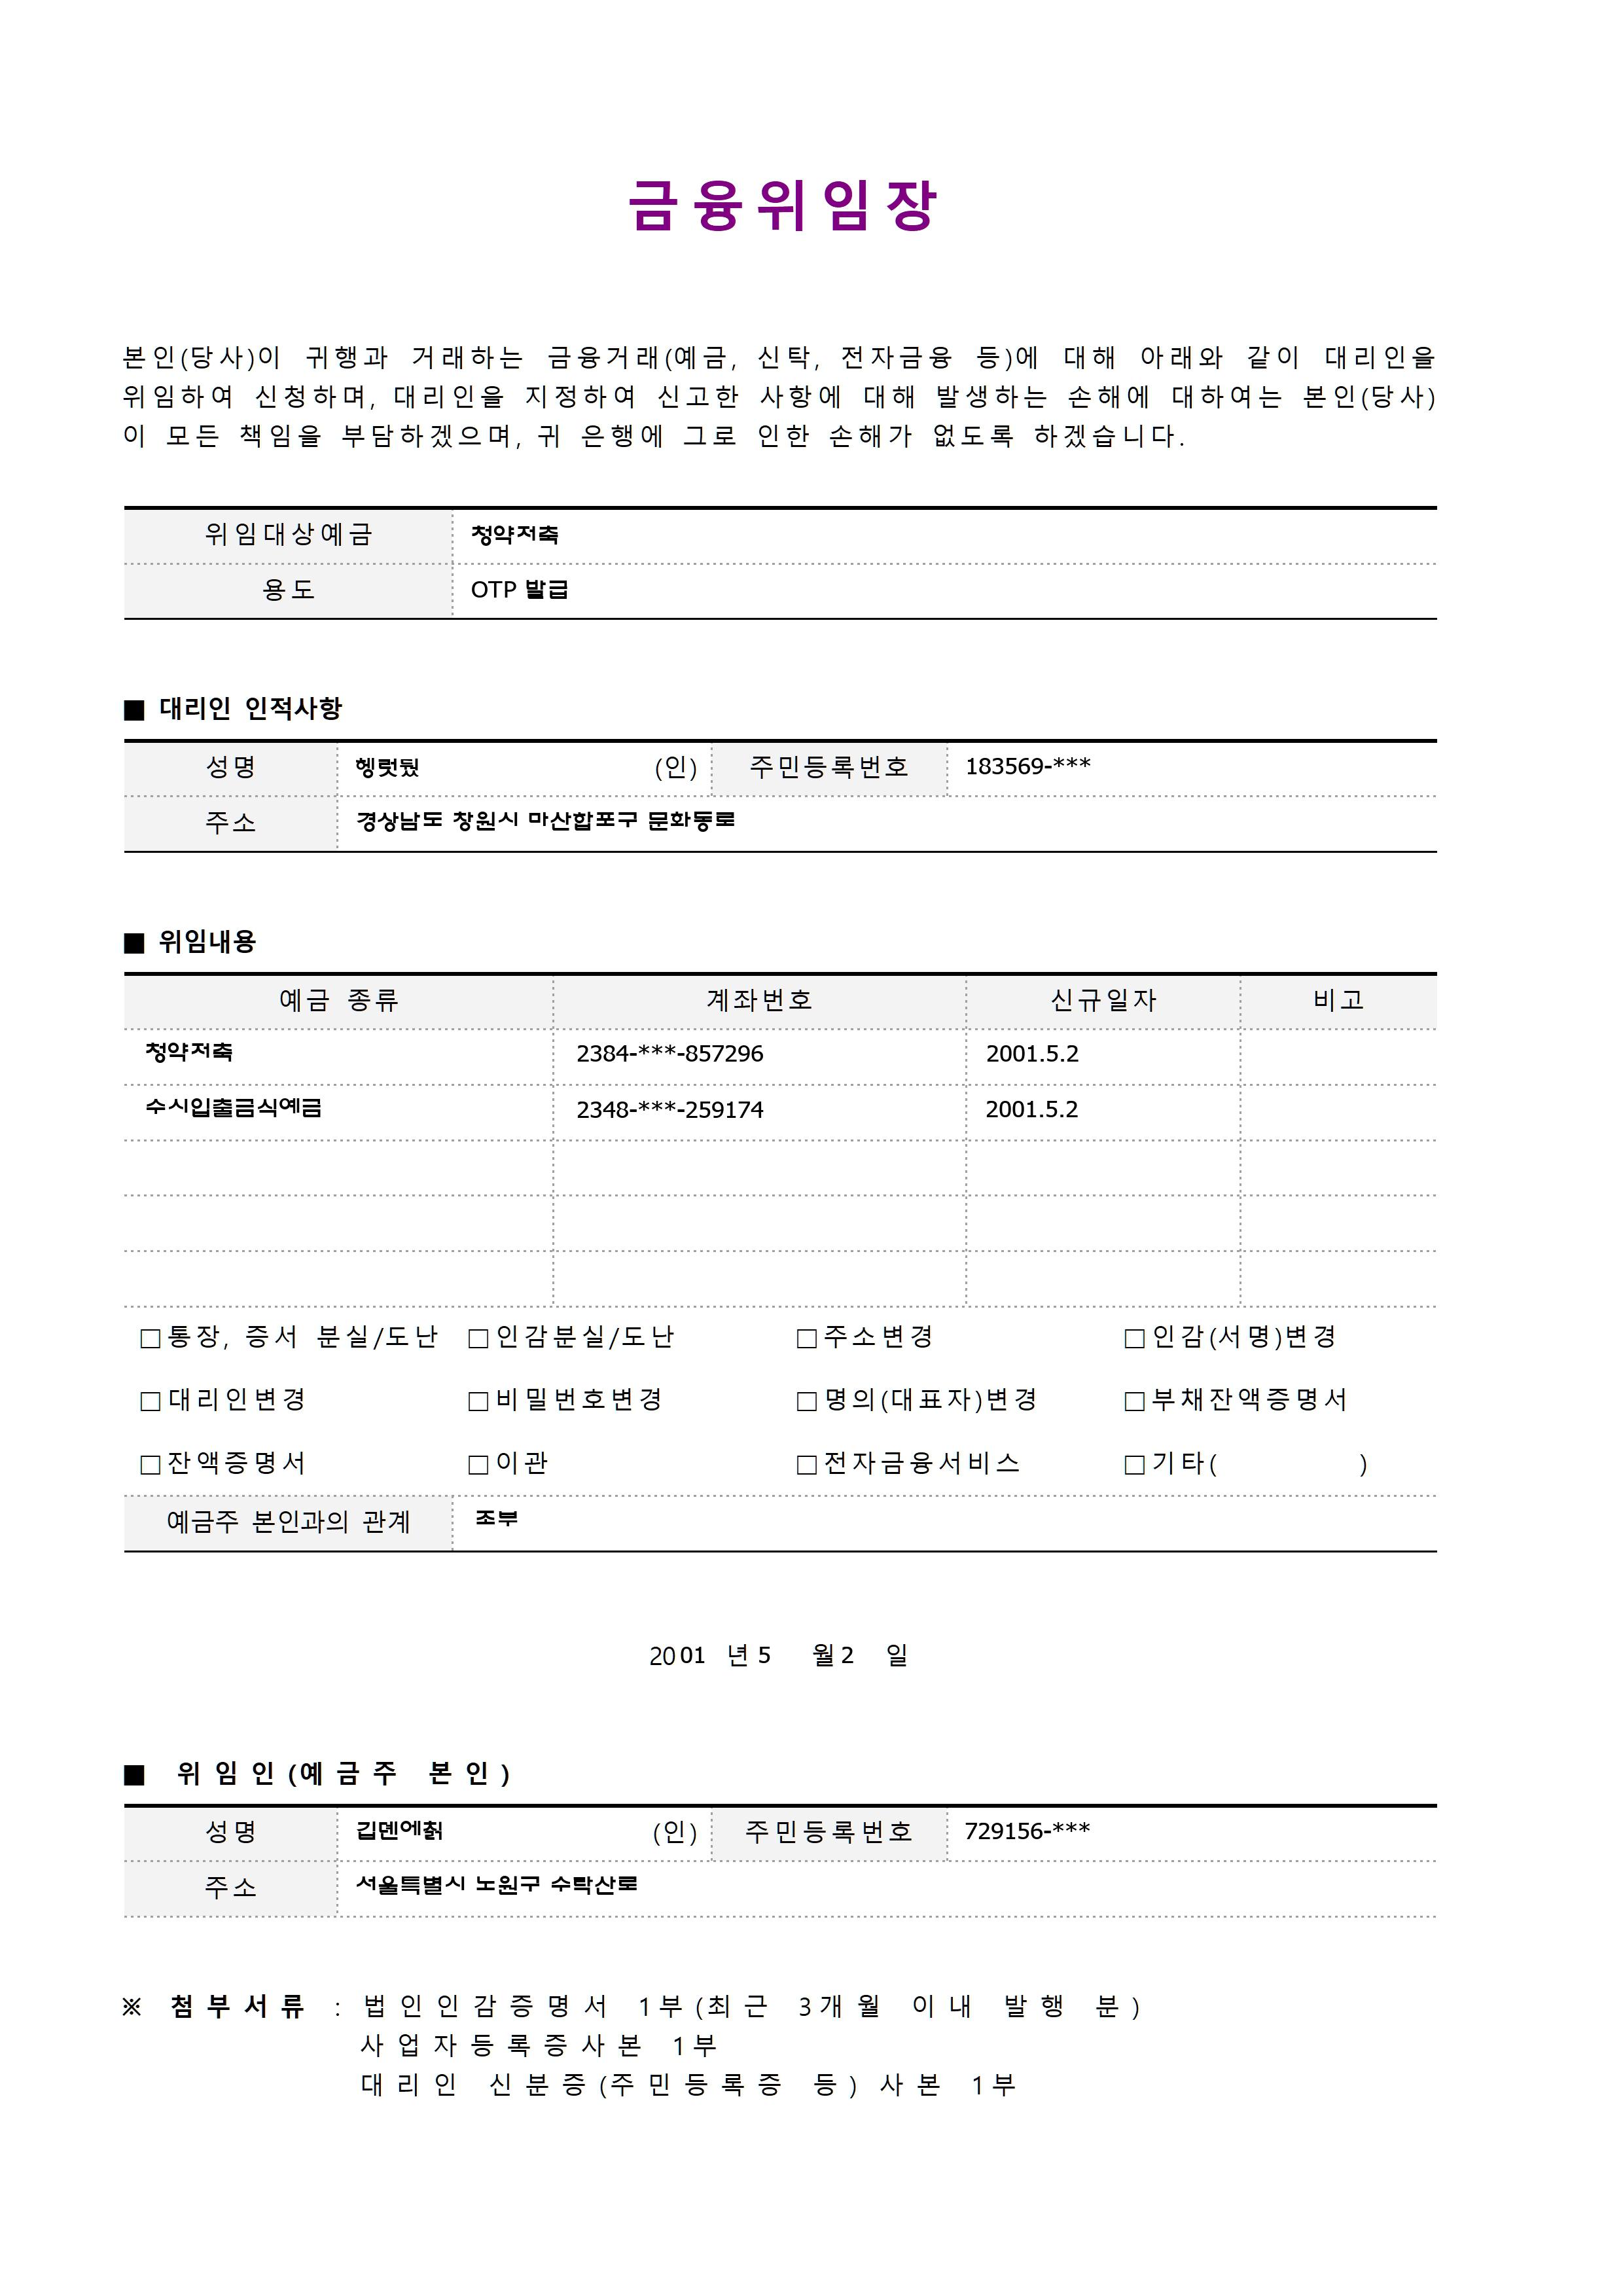 금융위임장
본인(당사)이 귀행과 거래하는 금융거래(예금, 신탁, 전자금융 등)에 대해 아래와 같이 대리인을
위임하여 신청하며, 대리인을 지정하여 신고한 사항에 대해 발생하는 손해에 대하여는 본인(당사)
이 모든 책임을 부담하겠으며, 귀 은행에 그로 인한 손해가 없도록 하겠습니다.
위임대상예금 청약저축
용도 OTP 발급
■ 대리인 인적사항
성명 헹럿뒀 (인) 주민등록번호 183569-***
주소 경상남도 창원시 마산합포구 문화동로
■ 위임내용
예금 종류 계좌번호 신규일자 비고
청약저축 2384-***-857296 2001.5.2
수시입출금식예금 2348-***-259174 2001.5.2
□통장, 증서 분실/도난 □인감분실/도난 □주소변경 □인감(서명)변경
□대리인변경 □비밀번호변경 □명의(대표자)변경 □부채잔액증명서
□잔액증명서 □이관 □전자금융서비스 □기타( )
예금주 본인과의 관계 조부
2001 년 5 월 2 일
■ 위임인(예금주 본인)
성명 깁덴에칡 (인) 주민등록번호 729156-***
주소 서울특별시 노원구 수락산로
※ 첨부서류 : 법인인감증명서 1부(최근 3개월 이내 발행 분)
사업자등록증사본 1부
대리인 신분증(주민등록증 등) 사본 1부